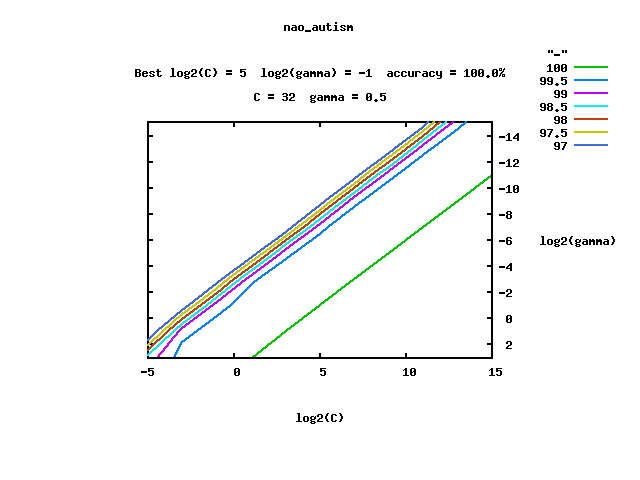 nao_autism
Best log2(C) = 5  log2(gamma) = -1  accuracy = 100.0%
C = 32  gamma = 0.5
"_"
100
99.5
99
98.5
98
97.5
97
-14
-12
-10
-8
-6
-4
-2
0
2
log2(gamma)
-5 0 5 10 15
log2(C)